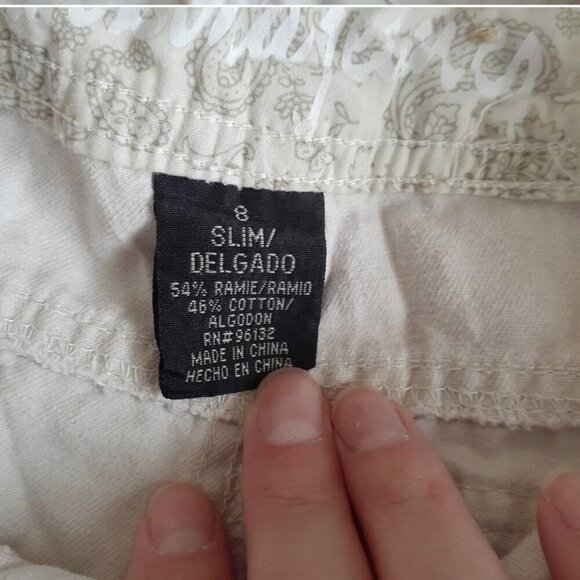 8
SLIM/
DELGADO
54% RAMIE/RAMIO
46% COTTON/
ALGODON
RN#96132
MADE IN CHINA
HECHO EN CHINA